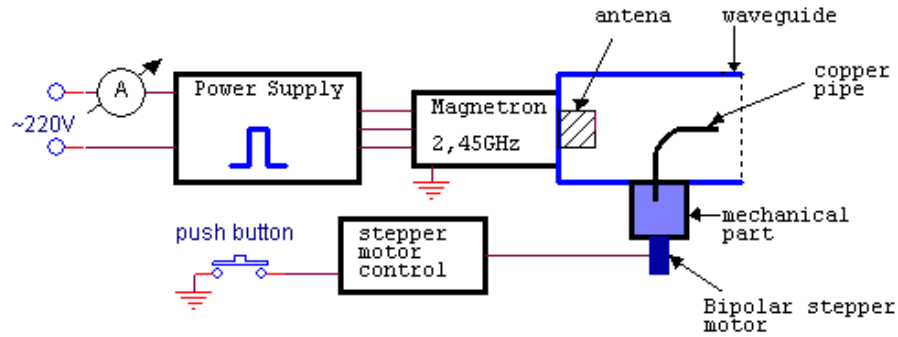 antena
waveguide
A
Power Supply
copper
pipe
Magnetron
~220V
2,45GHz
mechanical
part
push button
stepper
motor
control
Bipolar stepper
motor